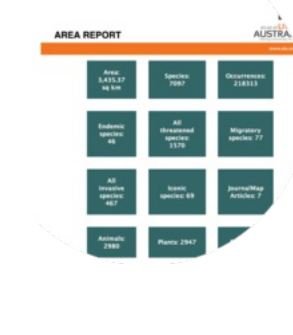 AREA REPORT
AUSTRA
Area:
3,435.37
sq km
Species:
7097
Occurrences:
218313
Endemic
species:
46
All
threatened
species:
1570
Migratory
species: 77
All
Invasive
species:
467
Iconic
species: 69
JournalMap
Articles: 7
Animals:
2980
Plants: 2947